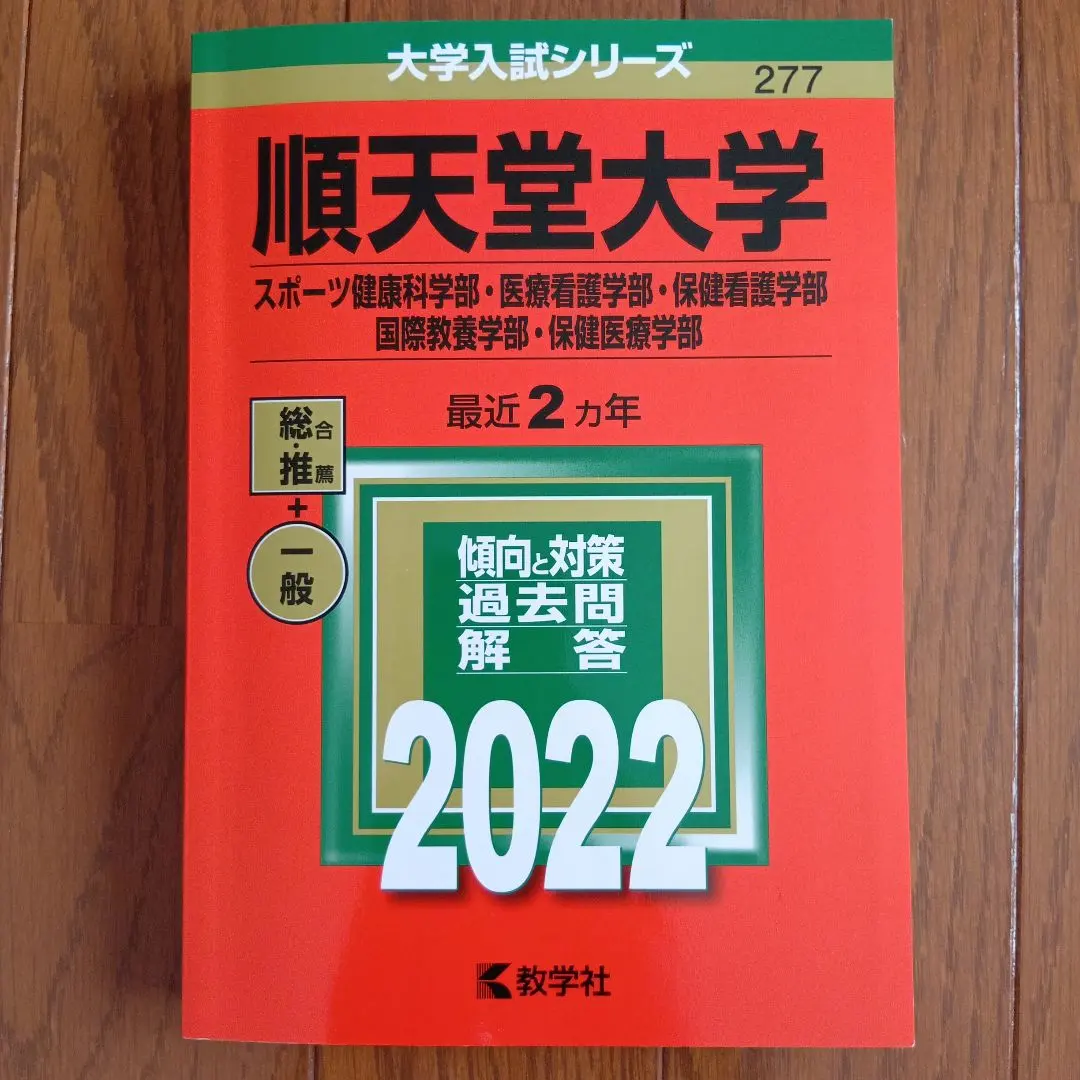 大学入試シリーズ
277
順天堂大学
スポーツ健康科学部・医療看護学部・保健看護学部
国際教養学部・保健医療学部
最近2カ年
総合・
推薦
+
一般
傾向と対策
過去問
解答
2022
教学社